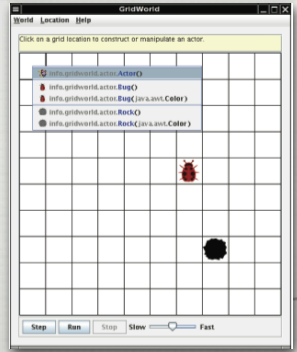 GridWorld
World Location Help
Click on a grid location to construct or manipulate an actor.
info.gridworld.actor.Actor()
info.gridworld.actor.Bug()
info.gridworld.actor.Bug(java.awt.Color)
info.gridworld.actor.Rock()
info.gridworld.actor.Rock(java.awt.Color)
Step Run Stop Slow Fast